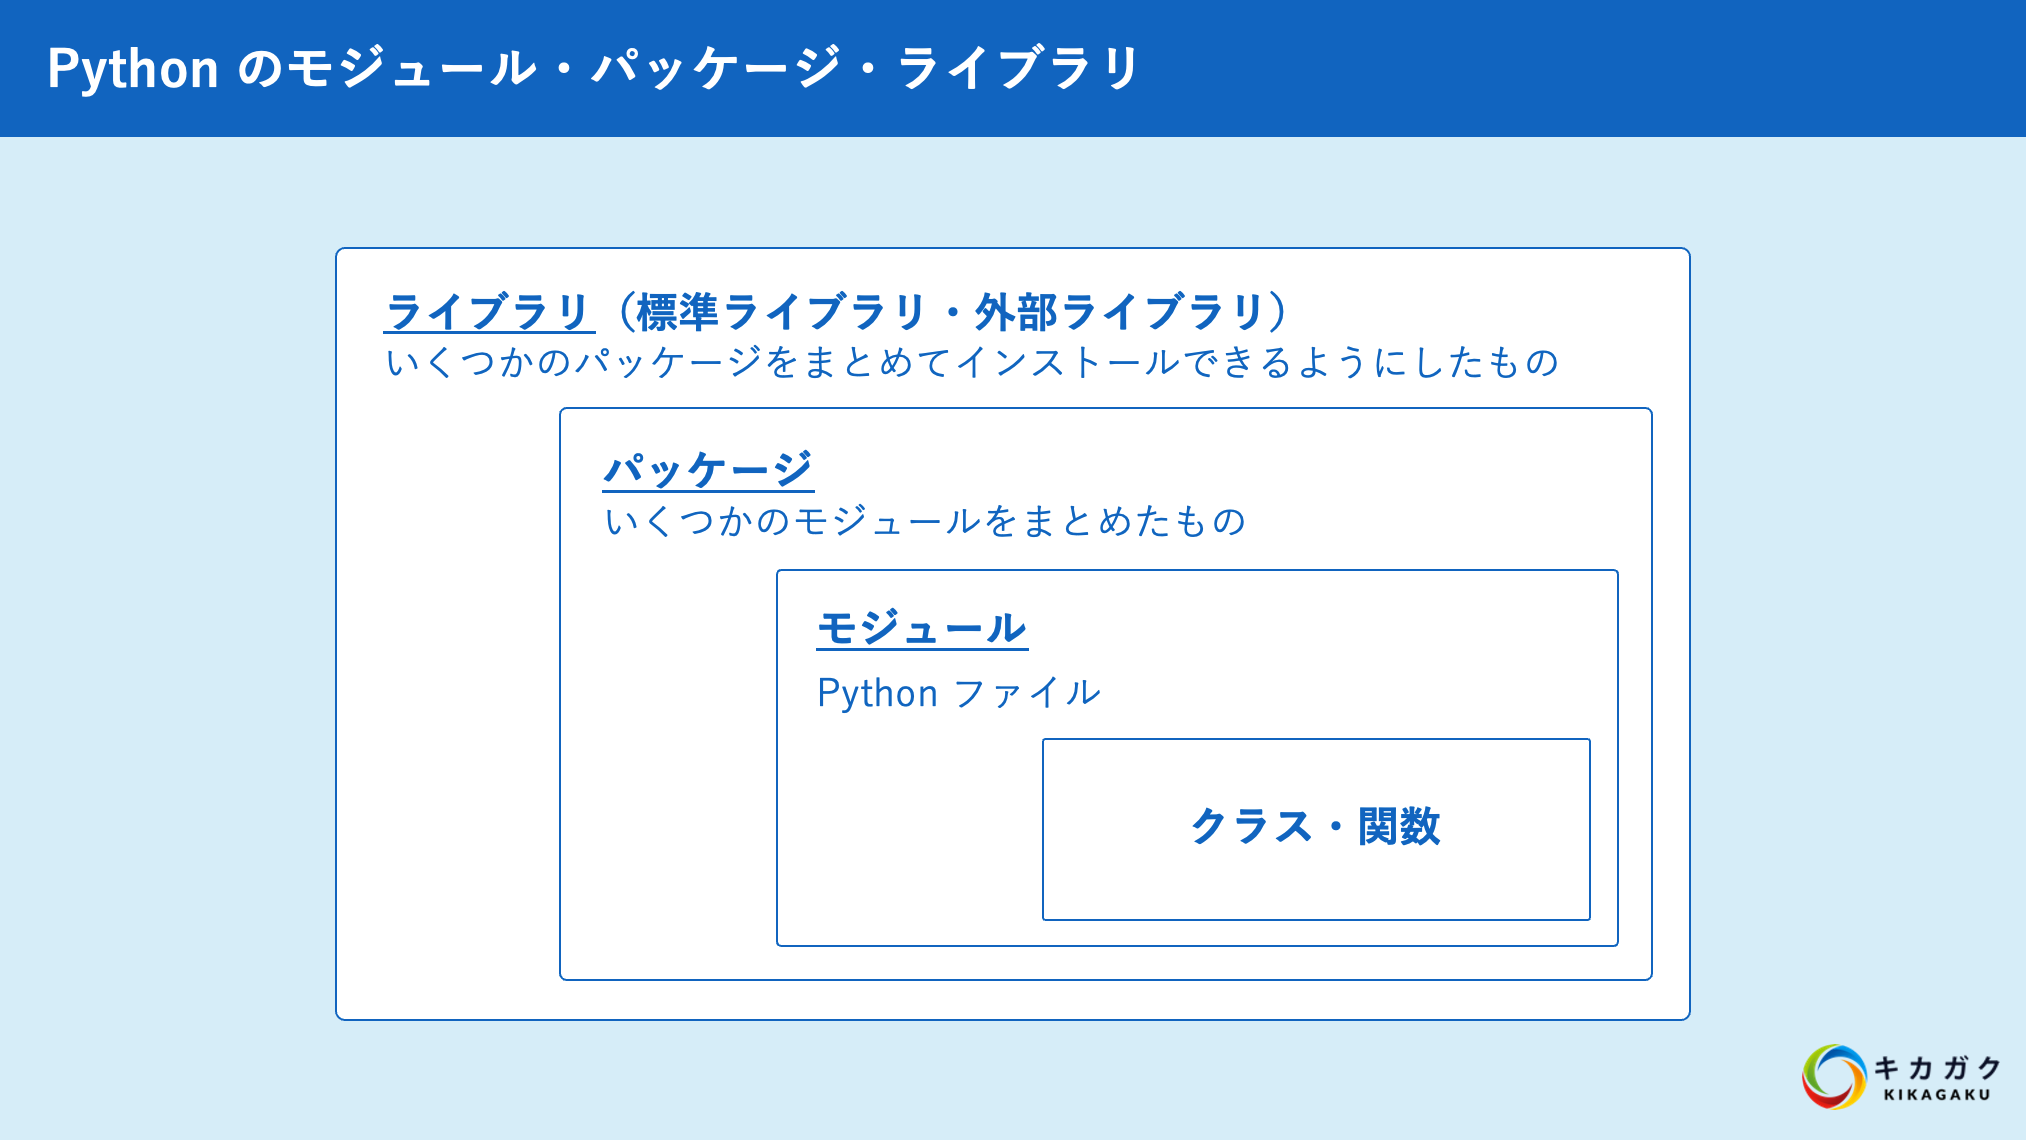 Python のモジュール・パッケージ・ライブラリ
ライブラリ（標準ライブラリ・外部ライブラリ）
いくつかのパッケージをまとめてインストールできるようにしたもの
パッケージ
いくつかのモジュールをまとめたもの
モジュール
Python ファイル
クラス・関数
キカガク
KIKAGAKU